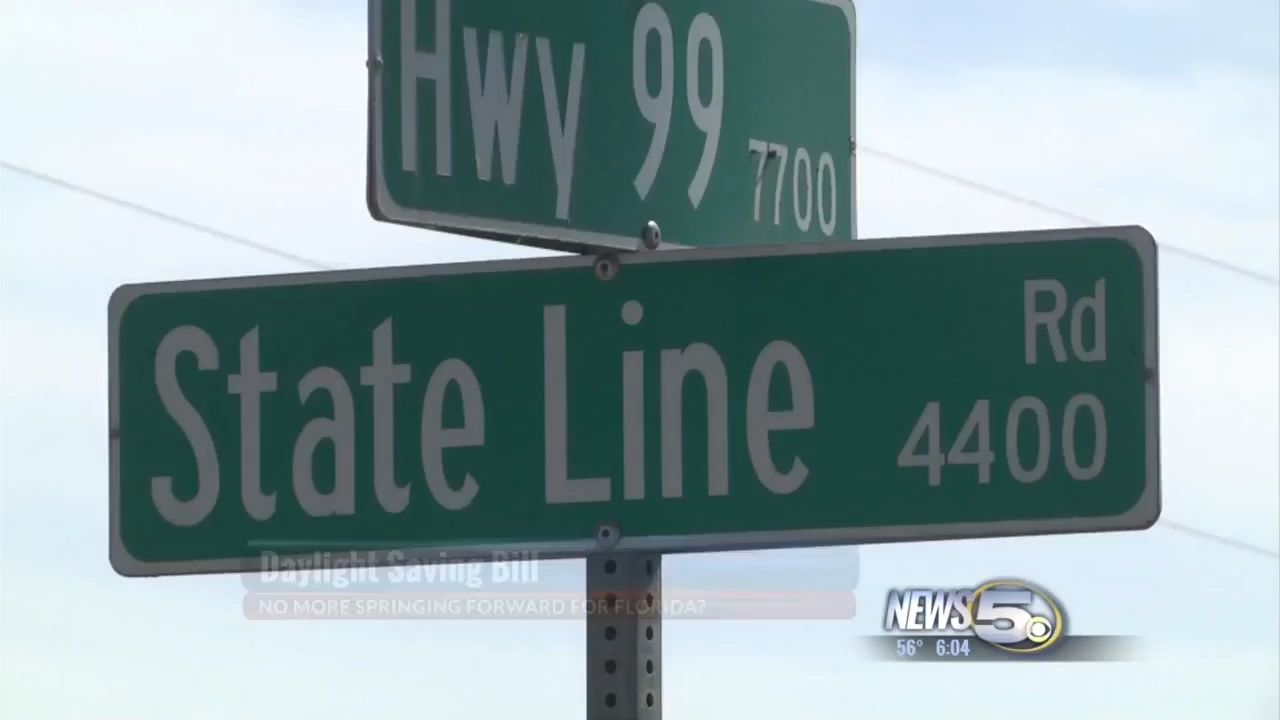 Hwy 99 7700
State Line Rd
4400
Daylight Saving Bill
NO MORE SPRINGING FORWARD FOR FLORIDA?
NEWS 5
56° 6:04